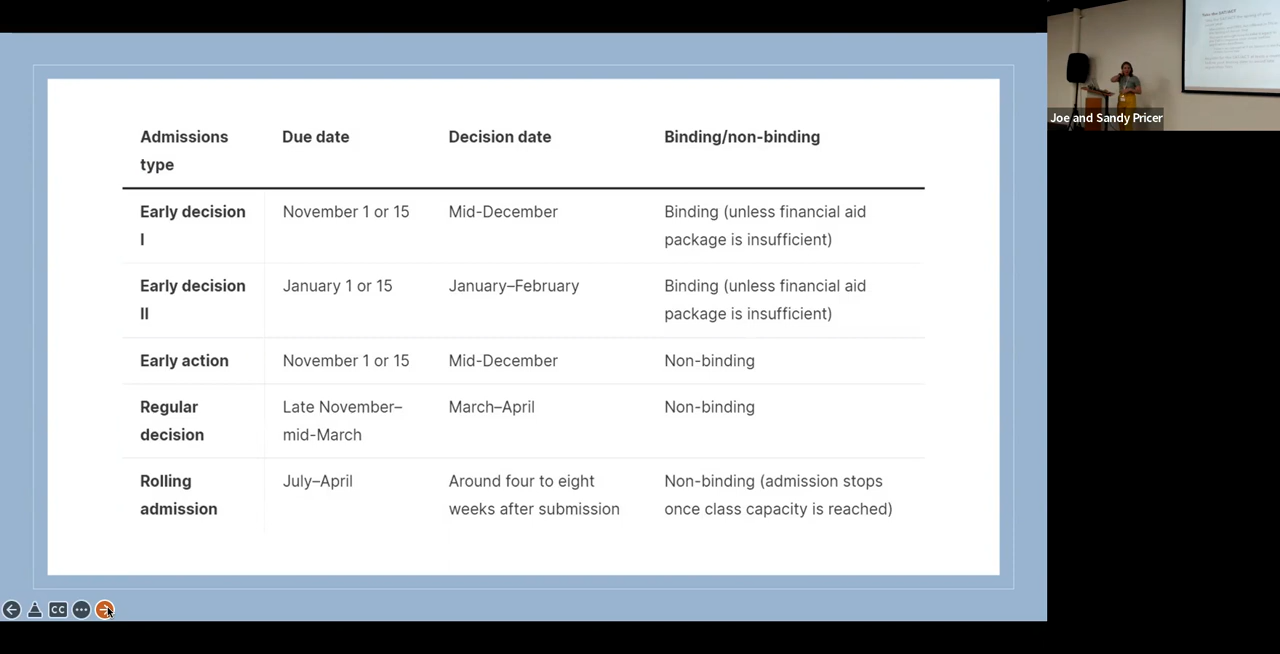 Admissions type
Due date
Decision date
Binding/non-binding
Early decision I
November 1 or 15
Mid-December
Binding (unless financial aid
package is insufficient)
Early decision II
January 1 or 15
January–February
Binding (unless financial aid
package is insufficient)
Early action
November 1 or 15
Mid-December
Non-binding
Regular decision
Late November–
mid-March
March–April
Non-binding
Rolling admission
July–April
Around four to eight
weeks after submission
Non-binding (admission stops
once class capacity is reached)
CC
Joe and Sandy Pricer